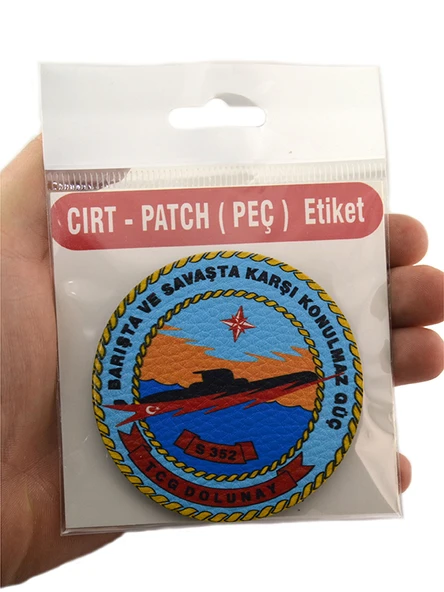 CIRT - PATCH ( PEÇ ) Etiket
BARIŞTA VE SAVAŞTA KARŞI KONULMAZ GÜÇ
S 352
TCG DOLUNAY